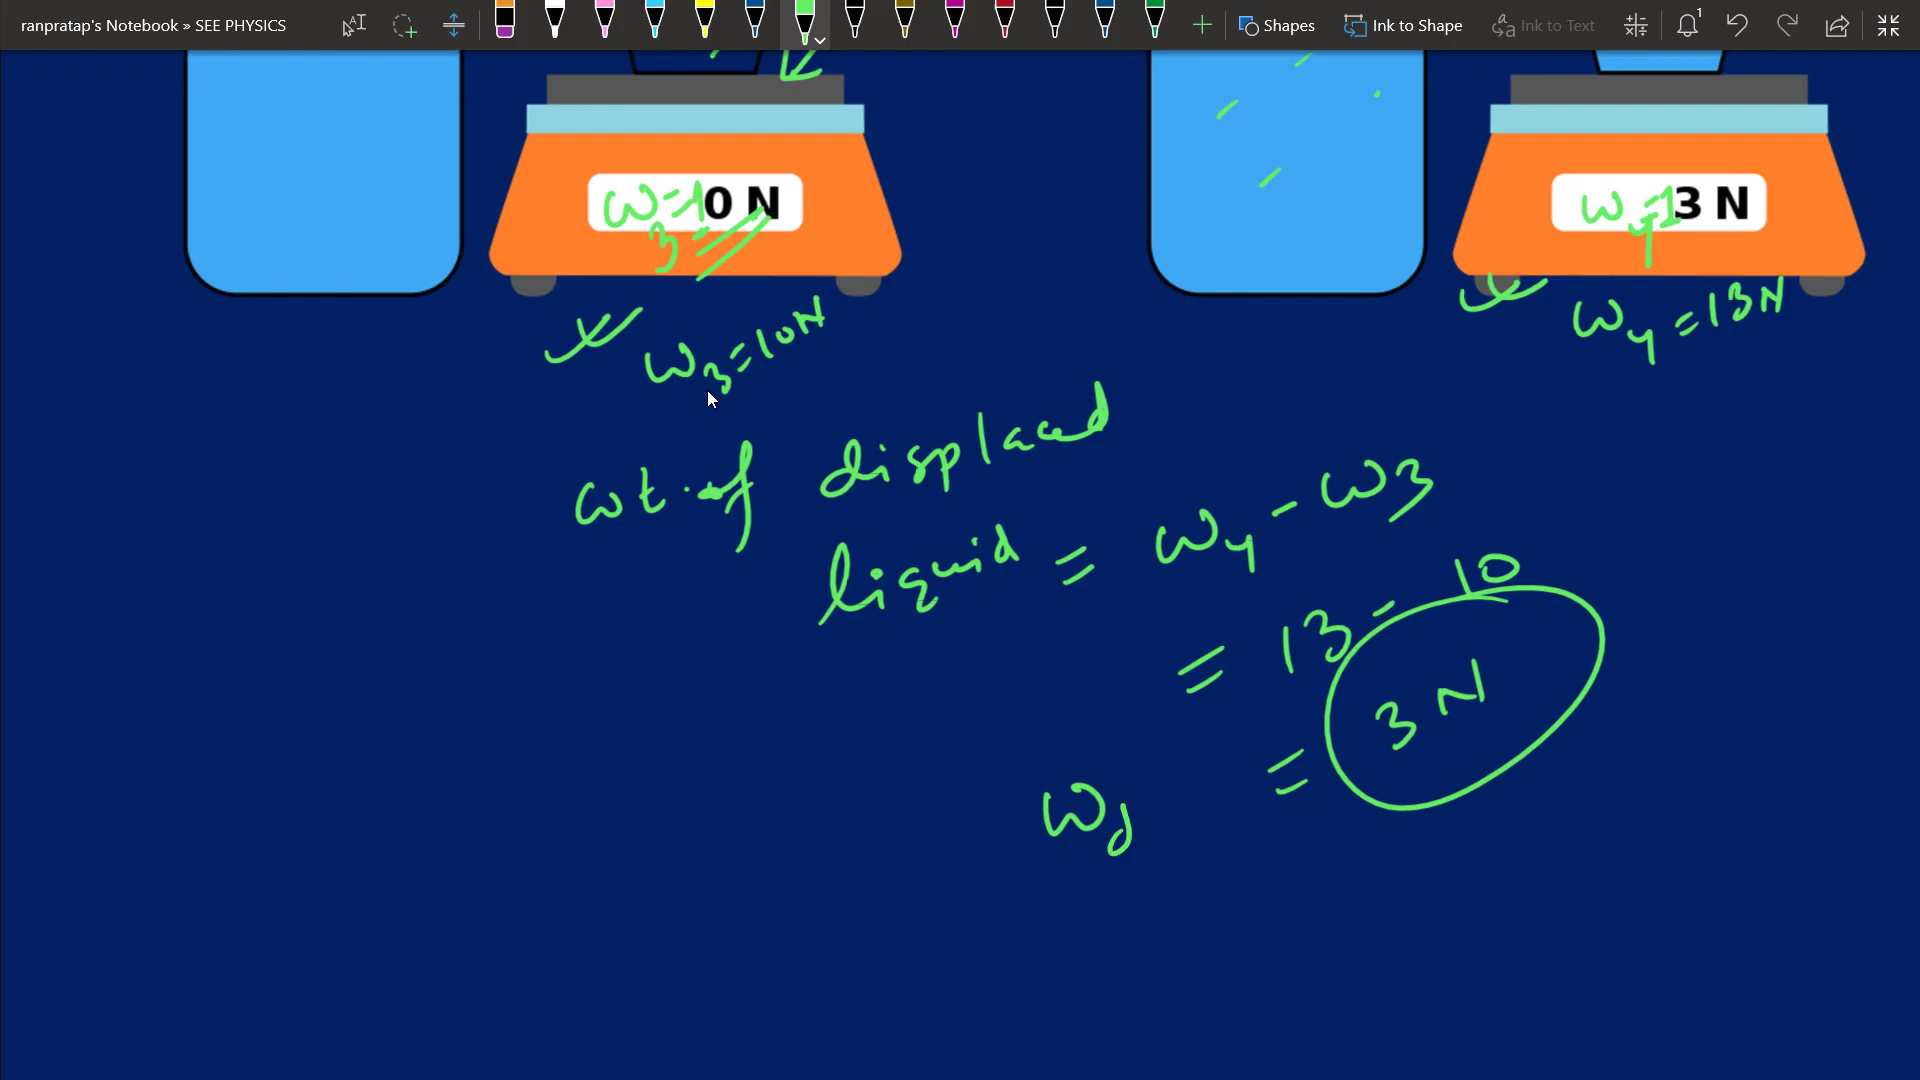 ranpratap's Notebook » SEE PHYSICS
Shapes
Ink to Shape
Ink to Text
1
W3=10 N
W4=13 N
W3=10N
W4=13N
wt. of displaced
liquid = W4-W3
= 13-10
= 3 N
Wd